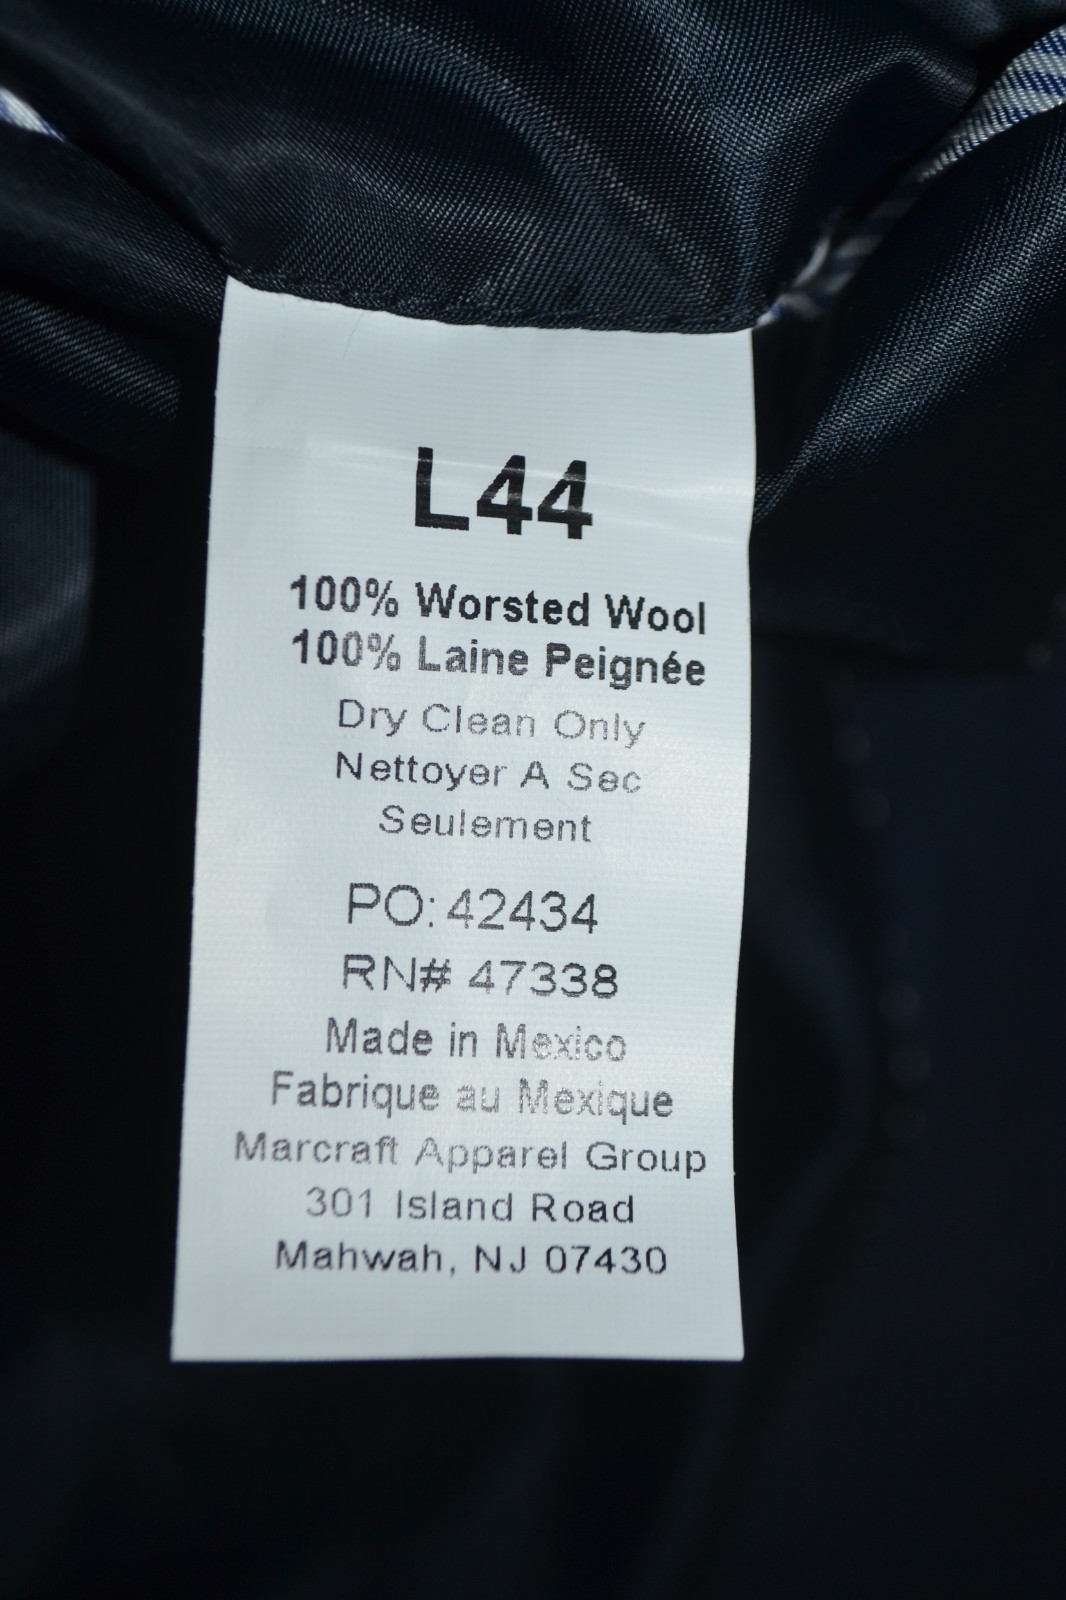 L44
100% Worsted Wool
100% Laine Peignée
Dry Clean Only
Nettoyer A Sec
Seulement
PO: 42434
RN# 47338
Made in Mexico
Fabrique au Mexique
Marcraft Apparel Group
301 Island Road
Mahwah, NJ 07430